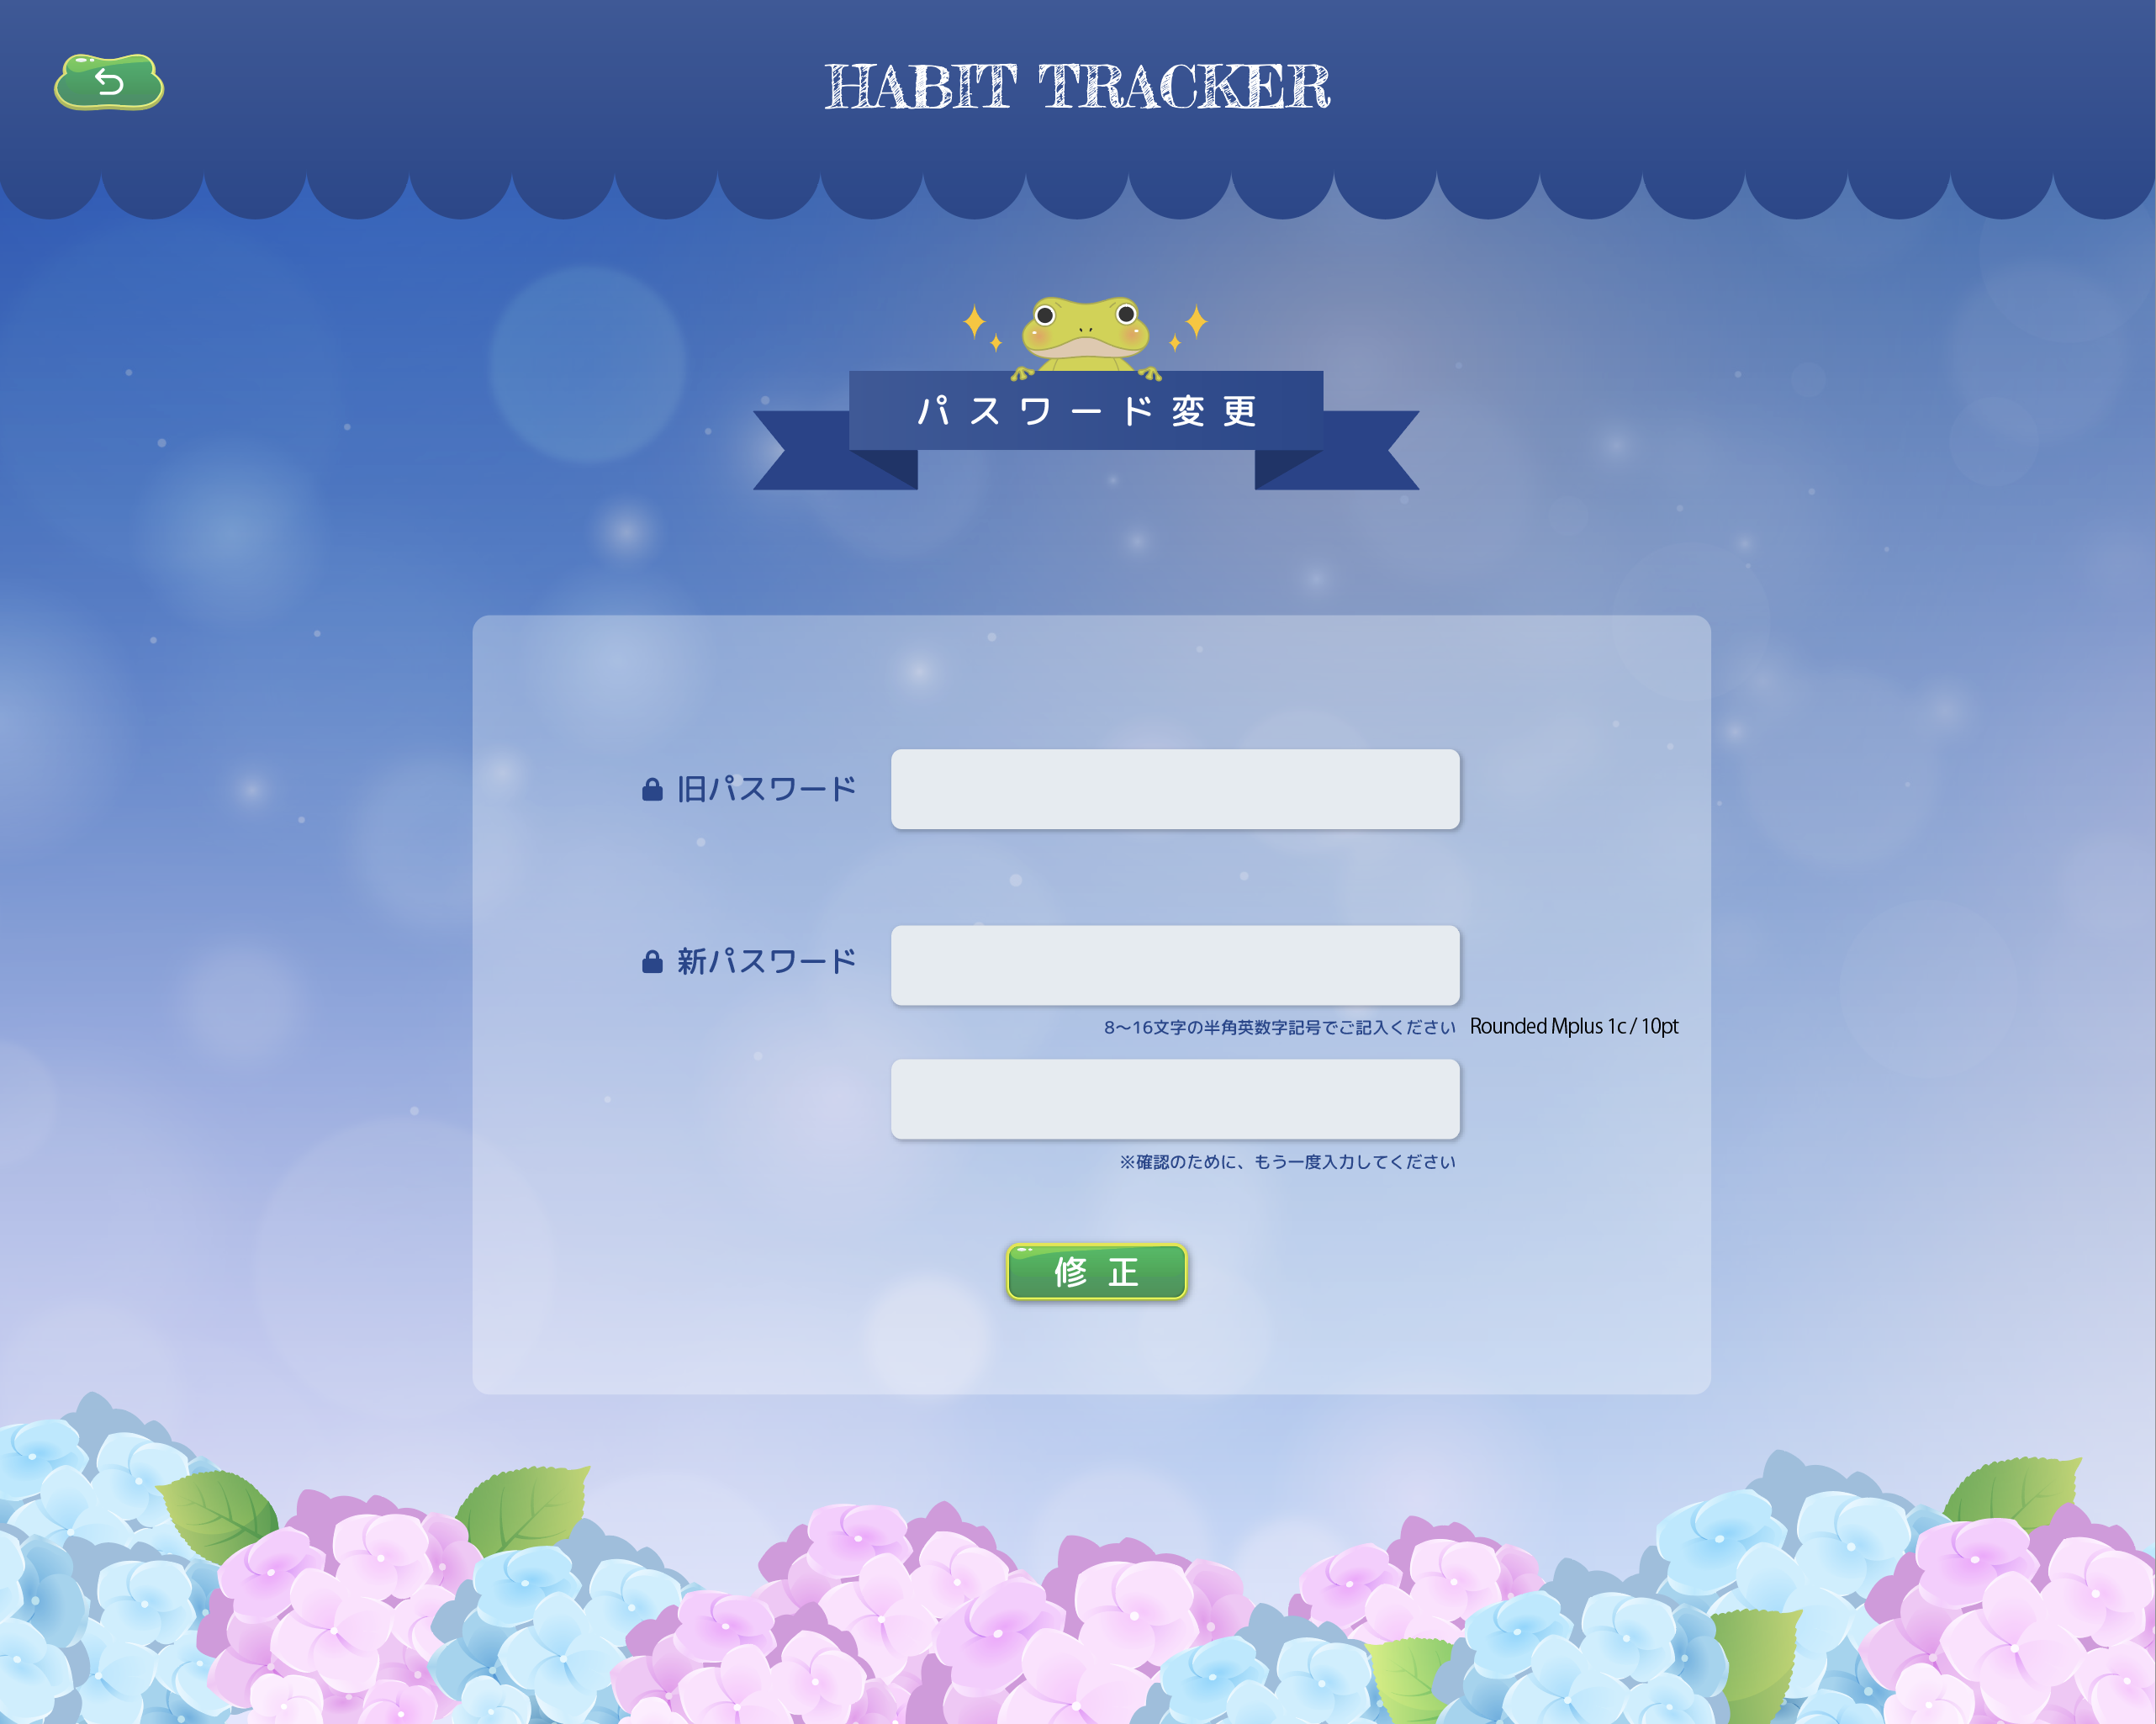 HABIT TRACKER
パスワード変更
旧パスワード
新パスワード
8〜16文字の半角英数字記号でご記入ください Rounded Mplus 1c / 10pt
※確認のために、もう一度入力してください
修正